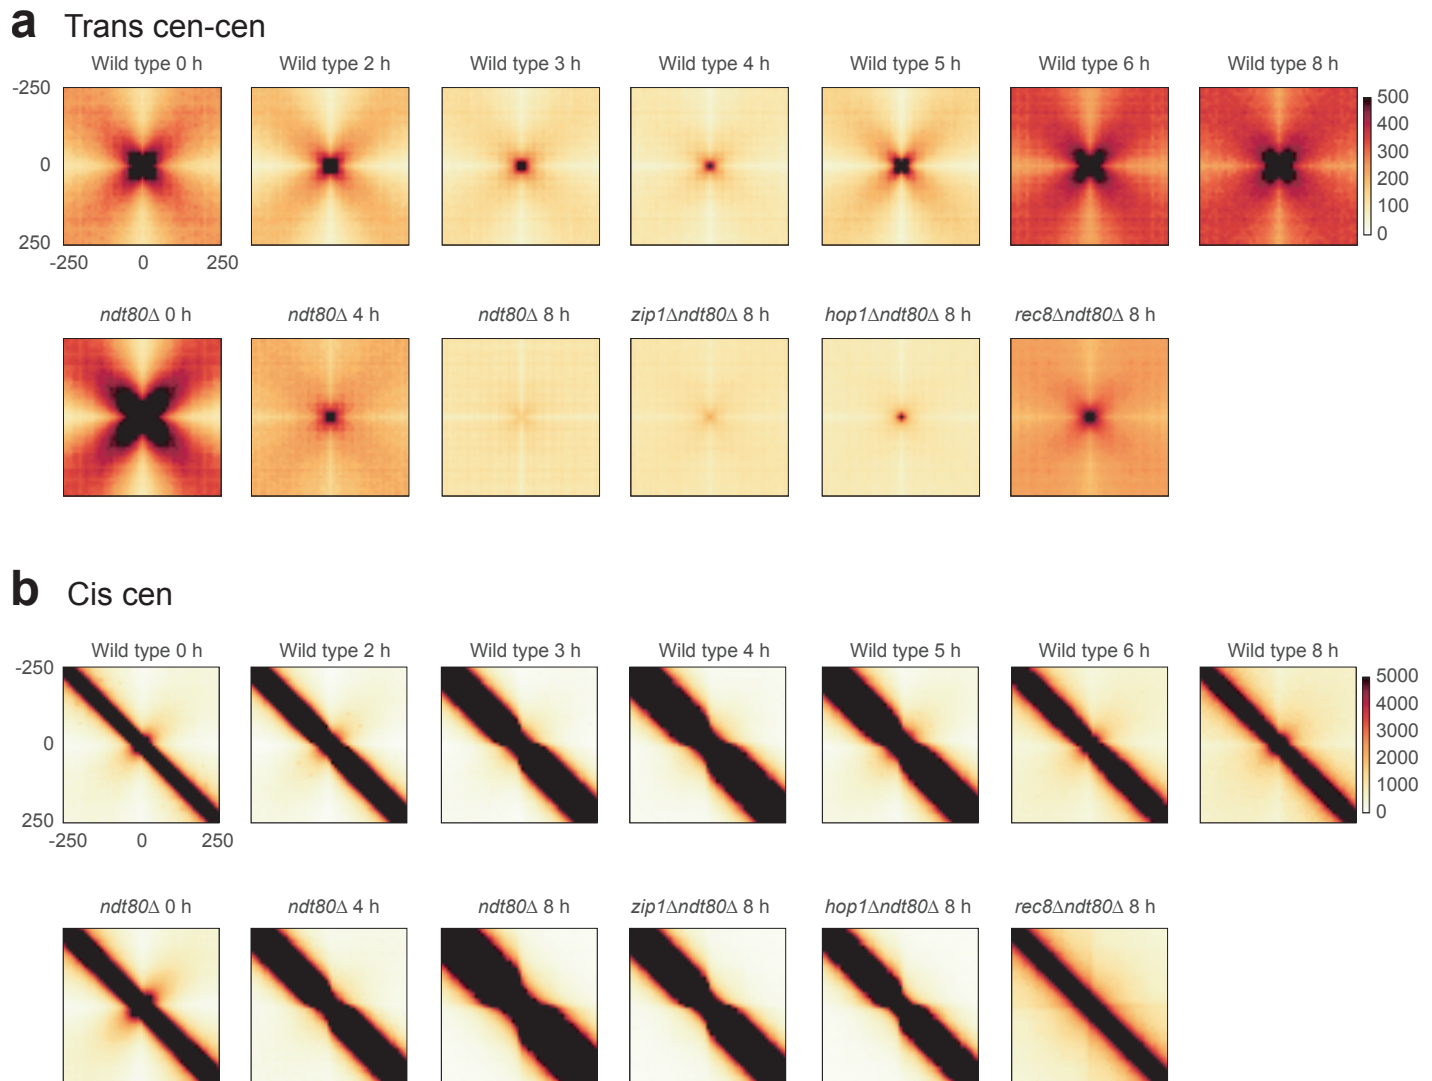 a Trans cen-cen
Wild type 0 h Wild type 2 h Wild type 3 h Wild type 4 h Wild type 5 h Wild type 6 h Wild type 8 h
-250
0
250
-250 0 250
500
400
300
200
100
0
ndt80Δ 0 h ndt80Δ 4 h ndt80Δ 8 h zip1Δndt80Δ 8 h hop1Δndt80Δ 8 h rec8Δndt80Δ 8 h
b Cis cen
Wild type 0 h Wild type 2 h Wild type 3 h Wild type 4 h Wild type 5 h Wild type 6 h Wild type 8 h
-250
0
250
-250 0 250
5000
4000
3000
2000
1000
0
ndt80Δ 0 h ndt80Δ 4 h ndt80Δ 8 h zip1Δndt80Δ 8 h hop1Δndt80Δ 8 h rec8Δndt80Δ 8 h